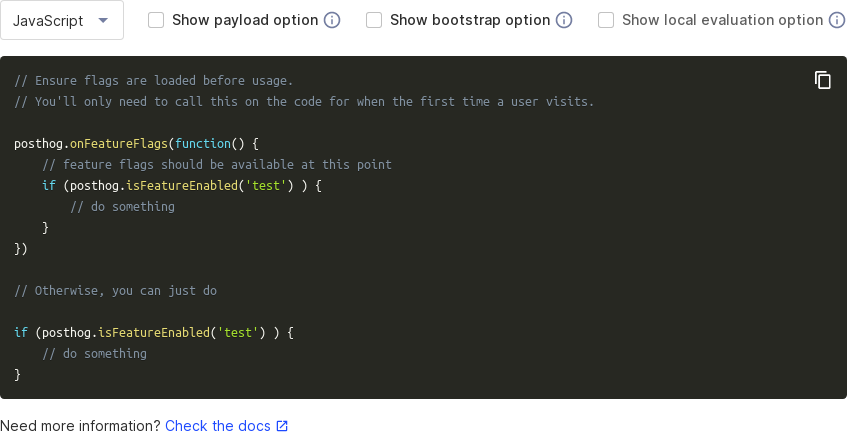 JavaScript Show payload option Show bootstrap option Show local evaluation option
// Ensure flags are loaded before usage.
// You'll only need to call this on the code for when the first time a user visits.
posthog.onFeatureFlags(function() {
    // feature flags should be available at this point
    if (posthog.isFeatureEnabled('test') ) {
        // do something
    }
})
// Otherwise, you can just do
if (posthog.isFeatureEnabled('test') ) {
    // do something
}
Need more information? Check the docs